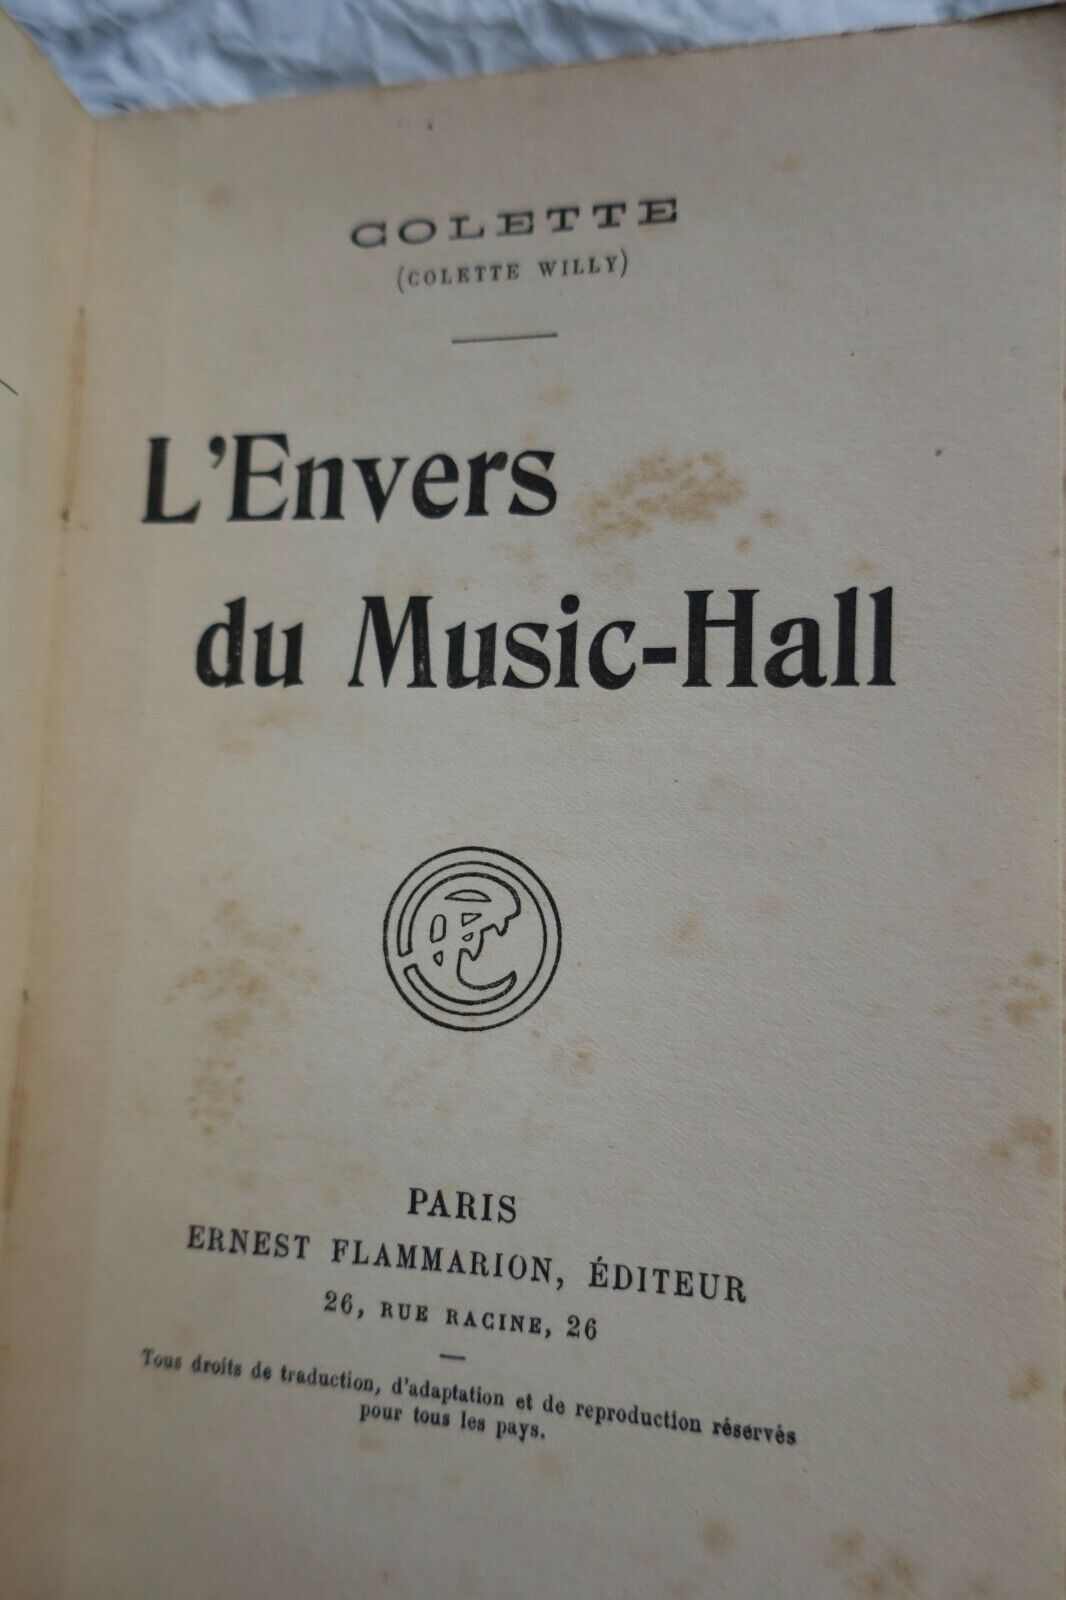 COLETTE
(COLETTE WILLY)
L'Envers
du Music-Hall
PARIS
ERNEST FLAMMARION, ÉDITEUR
26, RUE RACINE, 26
Tous droits de traduction, d'adaptation et de reproduction réservés
pour tous les pays.